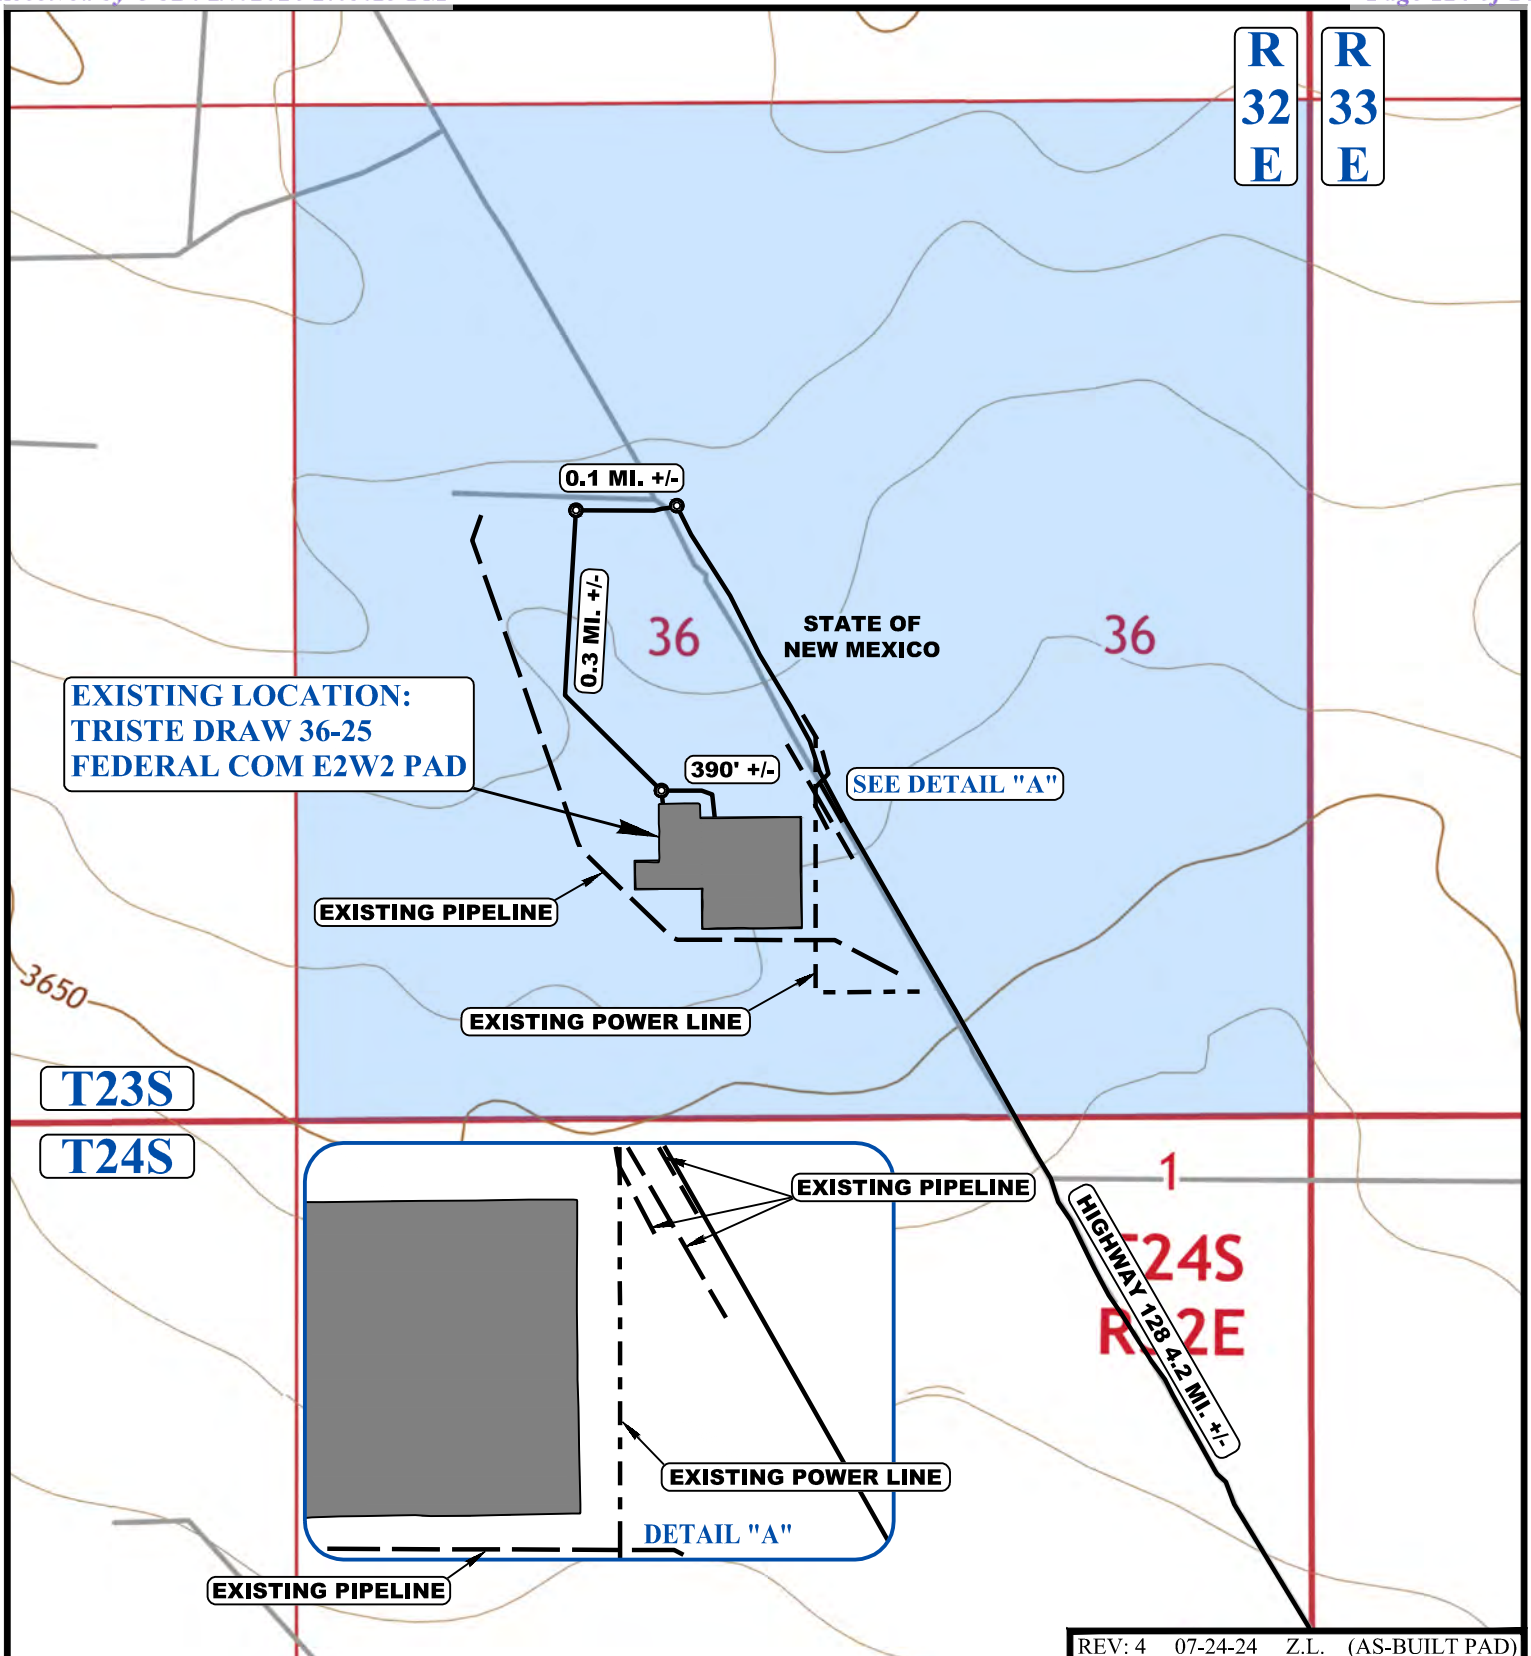 R
32
E
R
33
E
0.1 MI. +/-
0.3 MI. +/-
36
STATE OF
NEW MEXICO
36
EXISTING LOCATION:
TRISTE DRAW 36-25
FEDERAL COM E2W2 PAD
390' +/-
SEE DETAIL "A"
EXISTING PIPELINE
3650
EXISTING POWER LINE
T23S
T24S
EXISTING PIPELINE
1
HIGHWAY 128 4.2 MI. +/-
24S
2E
EXISTING POWER LINE
DETAIL "A"
EXISTING PIPELINE
REV: 4 07-24-24 Z.L. (AS-BUILT PAD)